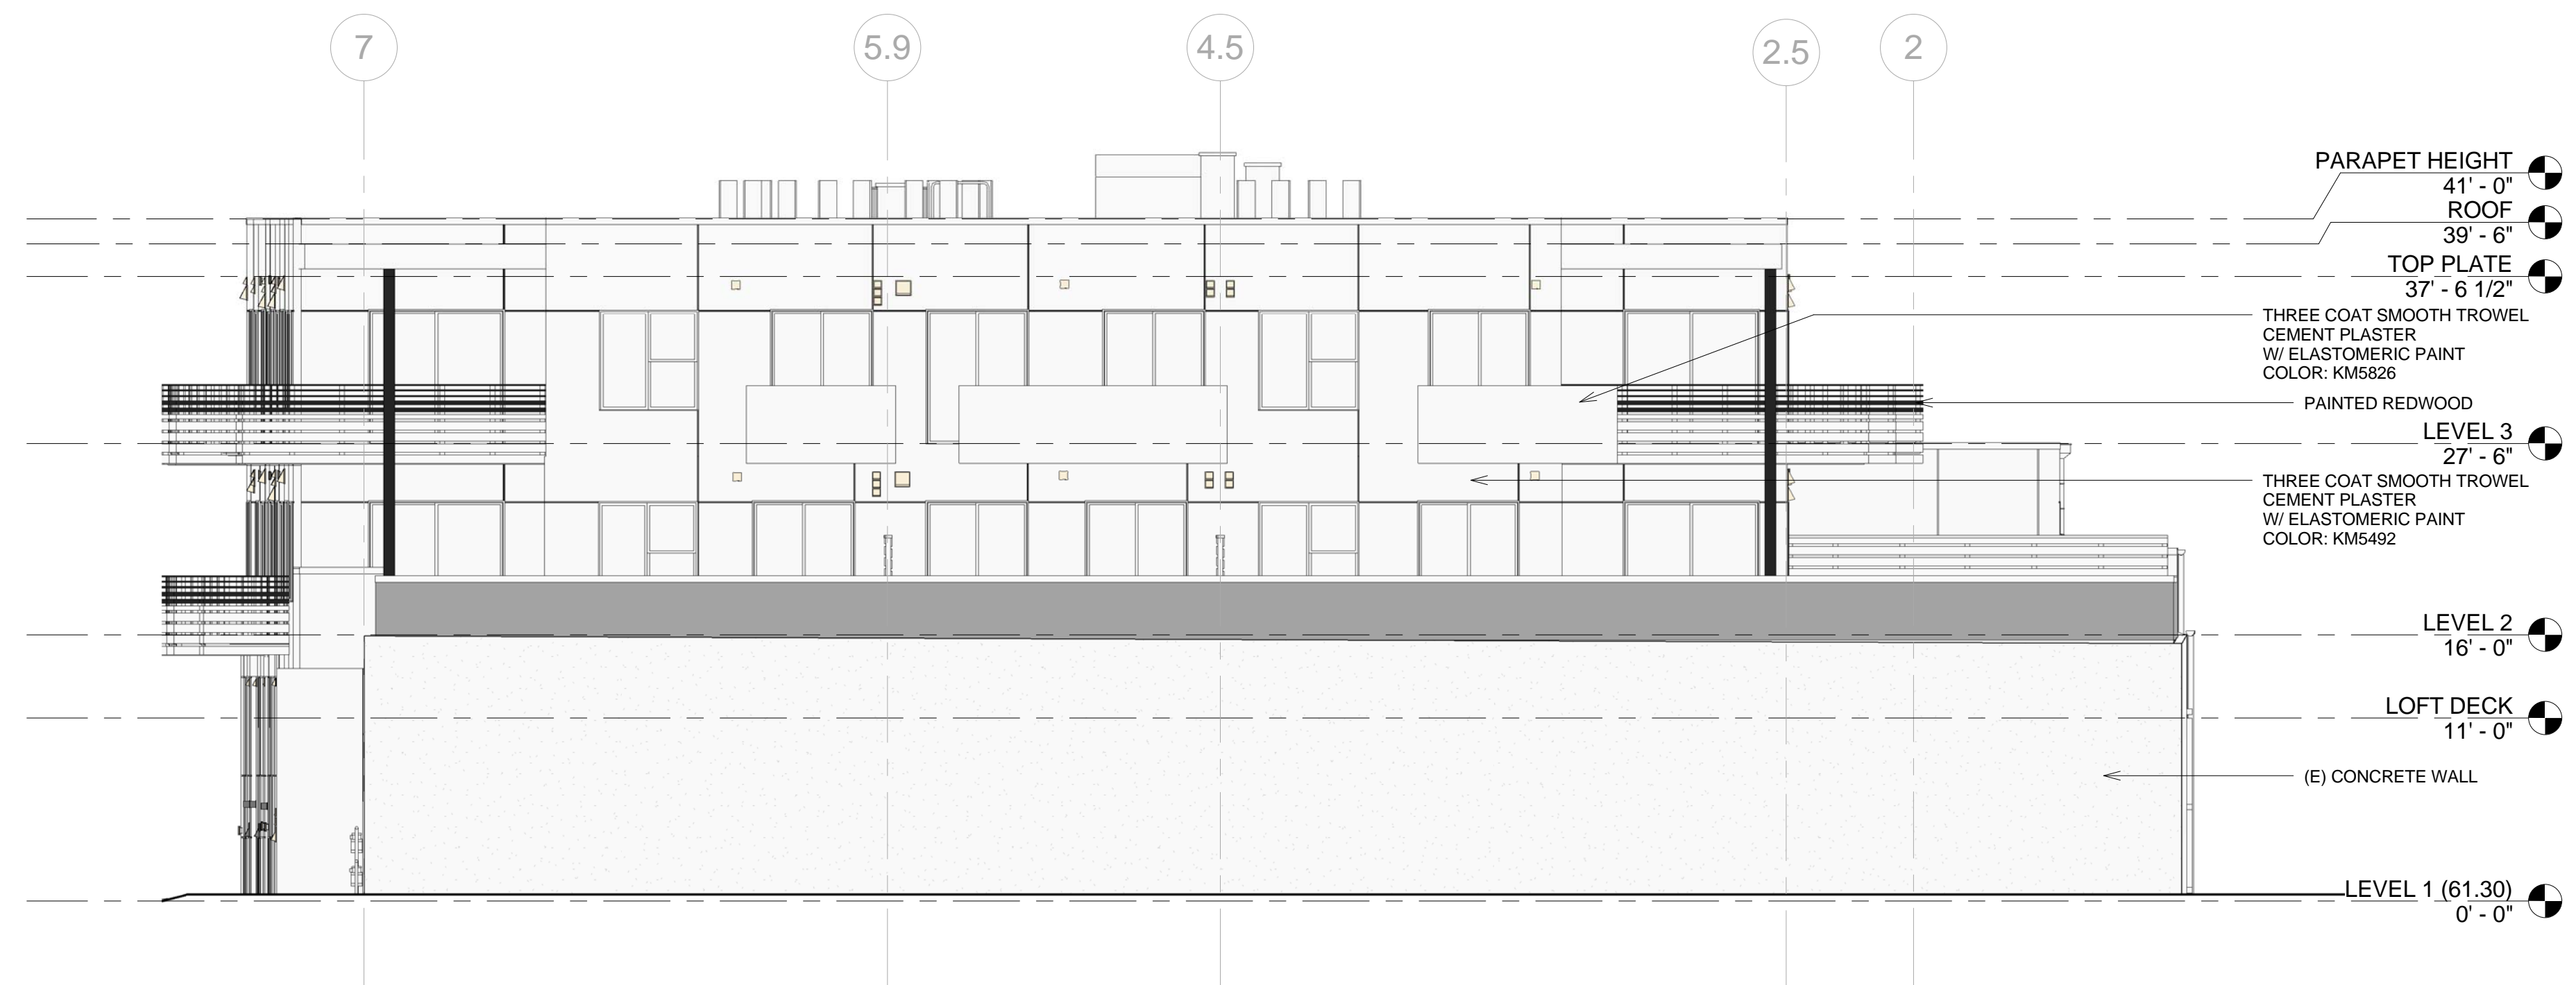 7
5.9
4.5
2.5
2
PARAPET HEIGHT
41' - 0"
ROOF
39' - 6"
TOP PLATE
37' - 6 1/2"
THREE COAT SMOOTH TROWEL
CEMENT PLASTER
W/ ELASTOMERIC PAINT
COLOR: KM5826
PAINTED REDWOOD
LEVEL 3
27' - 6"
THREE COAT SMOOTH TROWEL
CEMENT PLASTER
W/ ELASTOMERIC PAINT
COLOR: KM5492
LEVEL 2
16' - 0"
LOFT DECK
11' - 0"
(E) CONCRETE WALL
LEVEL 1 (61.30)
0' - 0"